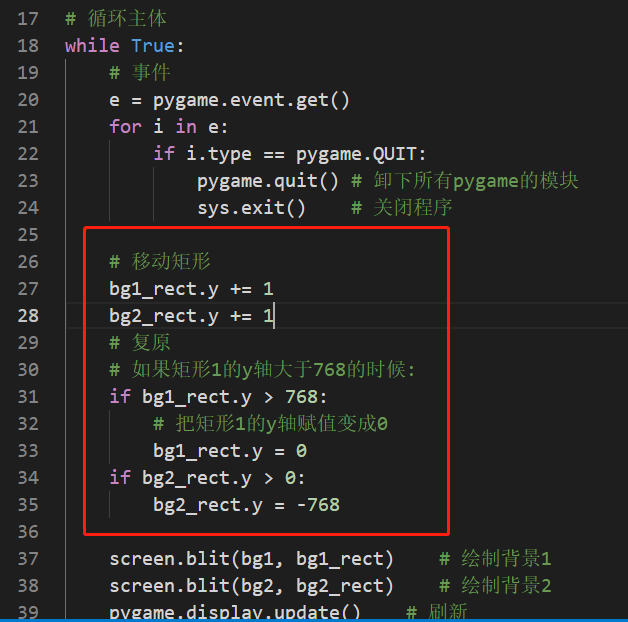 17 # 循环主体
18 while True:
19 # 事件
20 e = pygame.event.get()
21 for i in e:
22 if i.type == pygame.QUIT:
23 pygame.quit() # 卸下所有pygame的模块
24 sys.exit() # 关闭程序
25
26 # 移动矩形
27 bg1_rect.y += 1
28 bg2_rect.y += 1
29 # 复原
30 # 如果矩形1的y轴大于768的时候:
31 if bg1_rect.y > 768:
32 # 把矩形1的y轴赋值变成0
33 bg1_rect.y = 0
34 if bg2_rect.y > 0:
35 bg2_rect.y = -768
36
37 screen.blit(bg1, bg1_rect) # 绘制背景1
38 screen.blit(bg2, bg2_rect) # 绘制背景2
39 pygame.display.update() # 刷新